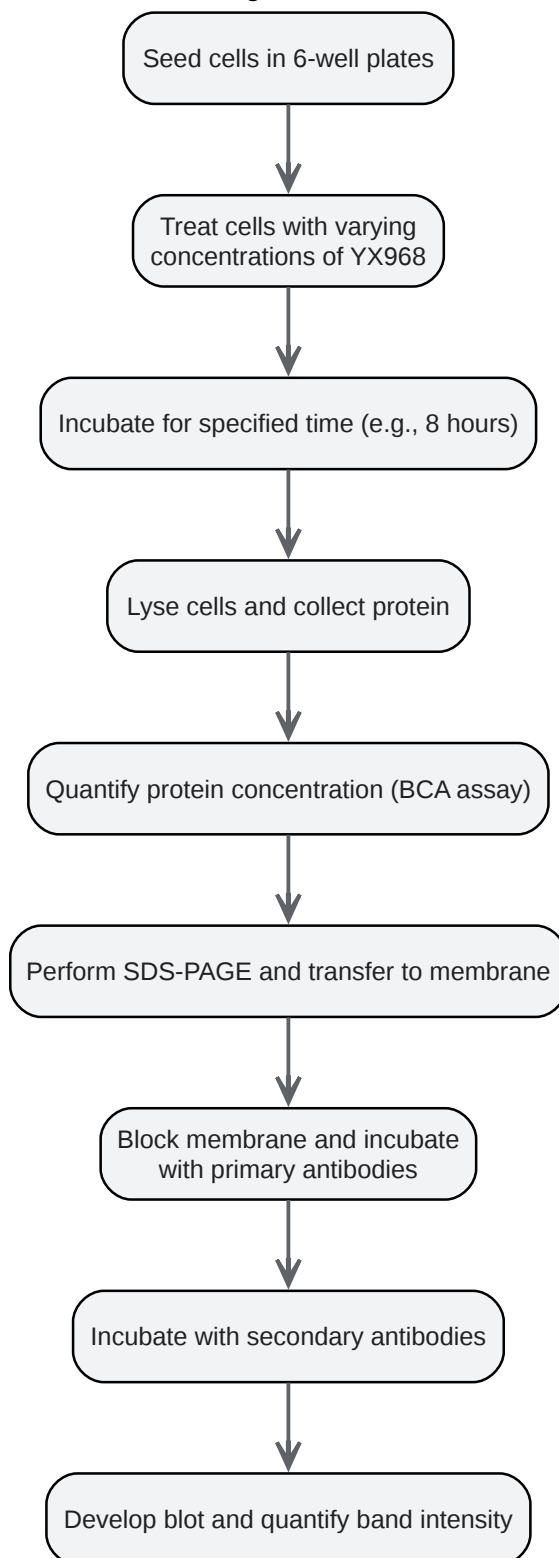 Seed cells in 6-well plates
Treat cells with varying
concentrations of YX968
Incubate for specified time (e.g., 8 hours)
Lyse cells and collect protein
Quantify protein concentration (BCA assay)
Perform SDS-PAGE and transfer to membrane
Block membrane and incubate
with primary antibodies
Incubate with secondary antibodies
Develop blot and quantify band intensity